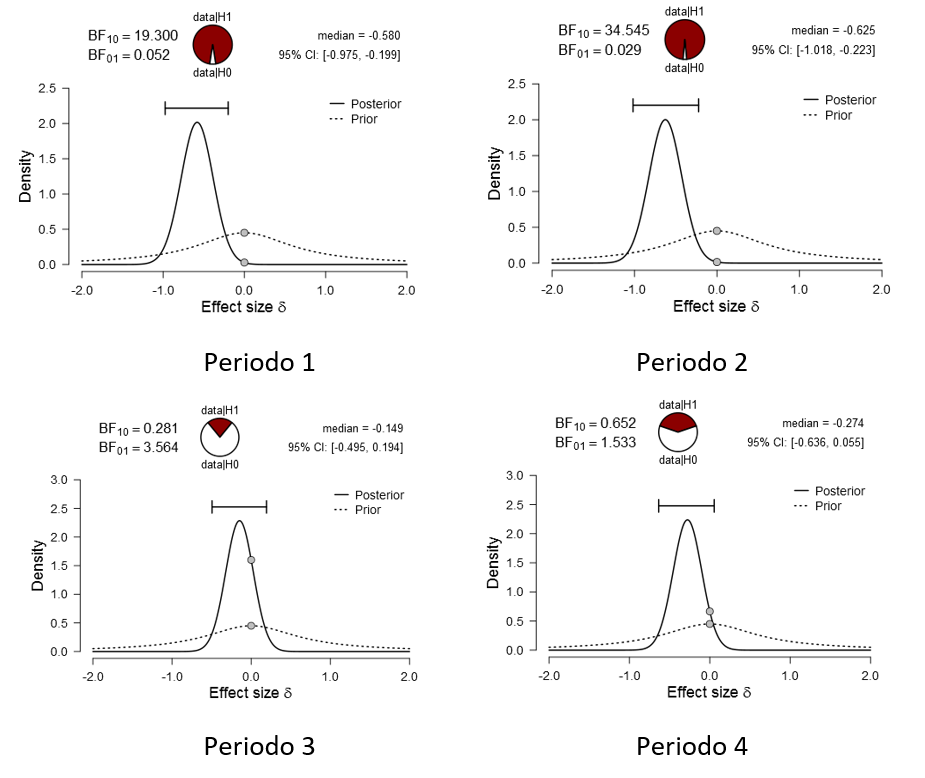 data|H1
BF10 = 19.300
BF01 = 0.052
data|H0
median = -0.580
95% CI: [-0.975, -0.199]
2.5
2.0
1.5
1.0
0.5
0.0
Density
Posterior
Prior
-2.0 -1.0 0.0 1.0 2.0
Effect size δ
Periodo 1
data|H1
BF10 = 34.545
BF01 = 0.029
data|H0
median = -0.625
95% CI: [-1.018, -0.223]
2.5
2.0
1.5
1.0
0.5
0.0
Density
Posterior
Prior
-2.0 -1.0 0.0 1.0 2.0
Effect size δ
Periodo 2
data|H1
BF10 = 0.281
BF01 = 3.564
data|H0
median = -0.149
95% CI: [-0.495, 0.194]
3.0
2.5
2.0
1.5
1.0
0.5
0.0
Density
Posterior
Prior
-2.0 -1.0 0.0 1.0 2.0
Effect size δ
Periodo 3
data|H1
BF10 = 0.652
BF01 = 1.533
data|H0
median = -0.274
95% CI: [-0.636, 0.055]
3.0
2.5
2.0
1.5
1.0
0.5
0.0
Density
Posterior
Prior
-2.0 -1.0 0.0 1.0 2.0
Effect size δ
Periodo 4